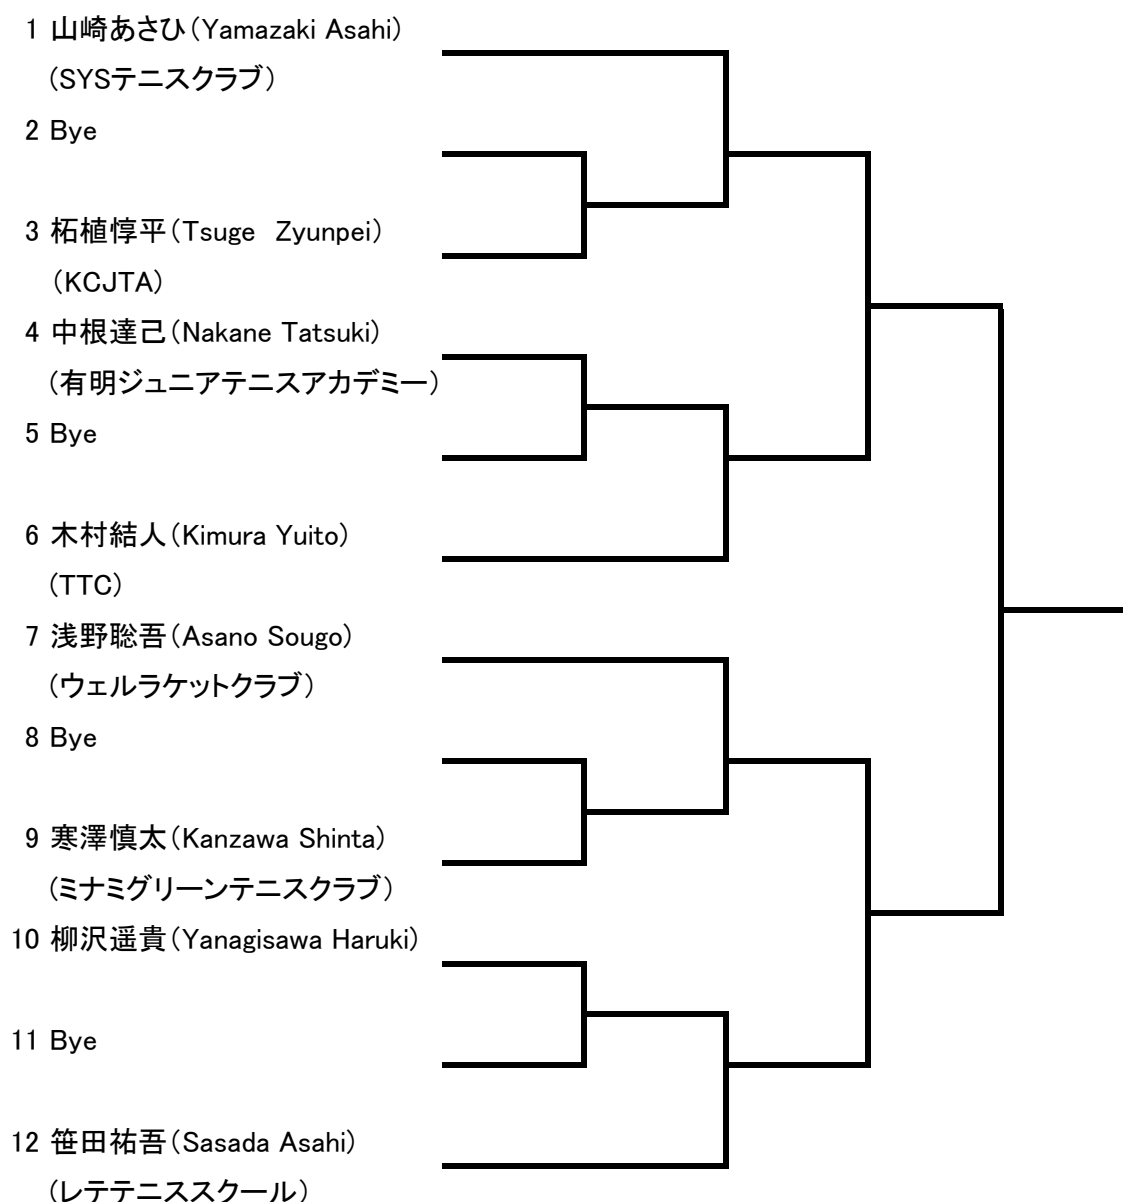 1 山崎あさひ（Yamazaki Asahi）
（SYSテニスクラブ）
2 Bye
3 柘植惇平（Tsuge　Zyunpei）
（KCJTA）
4 中根達己（Nakane Tatsuki）
（有明ジュニアテニスアカデミー）
5 Bye
6 木村結人（Kimura Yuito）
（TTC）
7 浅野聡吾（Asano Sougo）
（ウェルラケットクラブ）
8 Bye
9 寒澤慎太（Kanzawa Shinta）
（ミナミグリーンテニスクラブ）
10 柳沢遥貴（Yanagisawa Haruki）
11 Bye
12 笹田祐吾（Sasada Asahi）
（レテテニススクール）